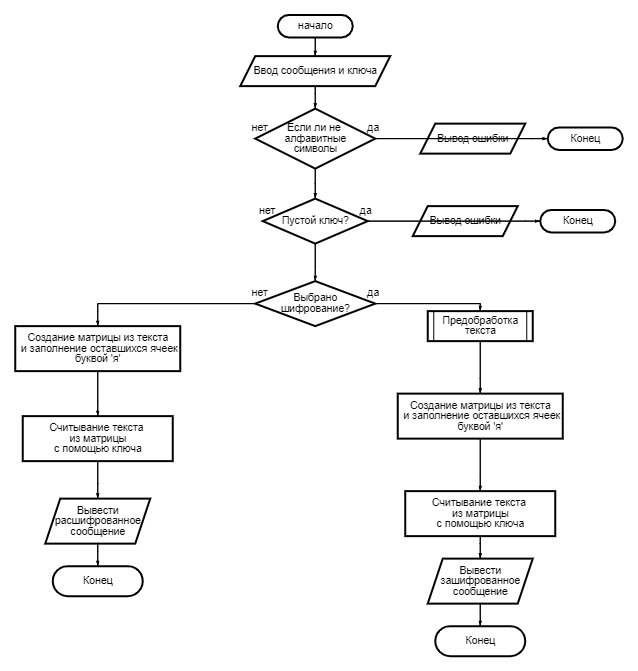 начало
Ввод сообщения и ключа
нет
Если ли не
алфавитные
символы
да
Вывод ошибки
Конец
нет
Пустой ключ?
да
Вывод ошибки
Конец
нет
Выбрано
шифрование?
да
Создание матрицы из текста
и заполнение оставшихся ячеек
буквой 'я'
Считывание текста
из матрицы
с помощью ключа
Вывести
расшифрованное
сообщение
Конец
Предобработка
текста
Создание матрицы из текста
и заполнение оставшихся ячеек
буквой 'я'
Считывание текста
из матрицы
с помощью ключа
Вывести
зашифрованное
сообщение
Конец